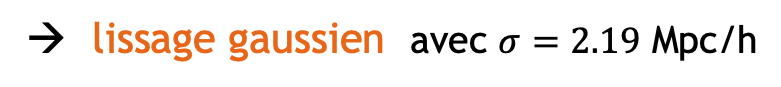 → lissage gaussien avec σ = 2.19 Mpc/h